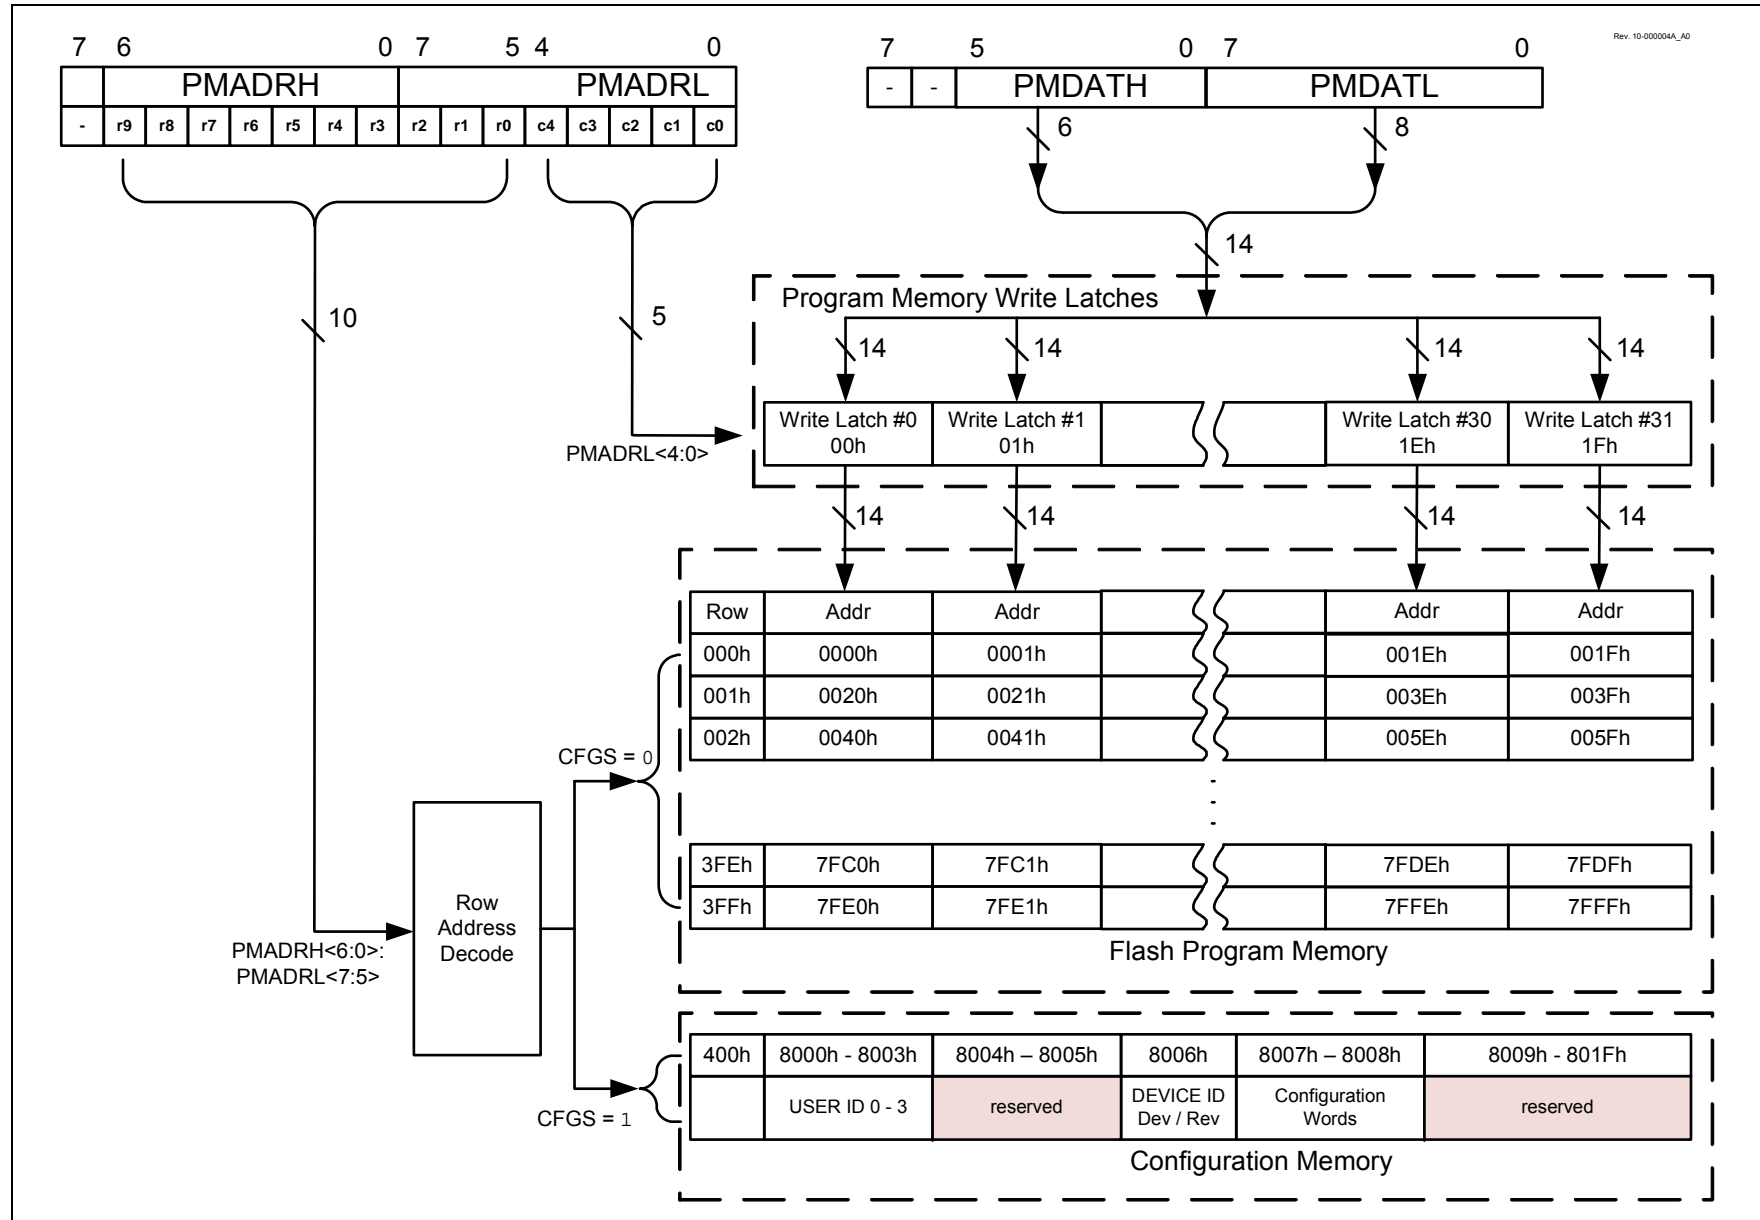 Rev. 10-000004A_A0
7 6 0 7 5 4 0
7 5 0 7 0
PMADRH PMADRL
- - PMDATH PMDATL
- r9 r8 r7 r6 r5 r4 r3 r2 r1 r0 c4 c3 c2 c1 c0
6 8
14
Program Memory Write Latches
10 5
14 14 14 14
Write Latch #0 Write Latch #1 Write Latch #30 Write Latch #31
00h 01h 1Eh 1Fh
PMADRL<4:0>
14 14 14 14
Row Addr Addr Addr Addr
000h 0000h 0001h 001Eh 001Fh
001h 0020h 0021h 003Eh 003Fh
002h 0040h 0041h 005Eh 005Fh
CFGS = 0
3FEh 7FC0h 7FC1h 7FDEh 7FDFh
3FFh 7FE0h 7FE1h 7FFEh 7FFFh
Row
Address
Decode
PMADRH<6:0>:
PMADRL<7:5>
Flash Program Memory
400h 8000h - 8003h 8004h – 8005h 8006h 8007h – 8008h 8009h - 801Fh
USER ID 0 - 3 reserved DEVICE ID Configuration reserved
Dev / Rev Words
CFGS = 1
Configuration Memory